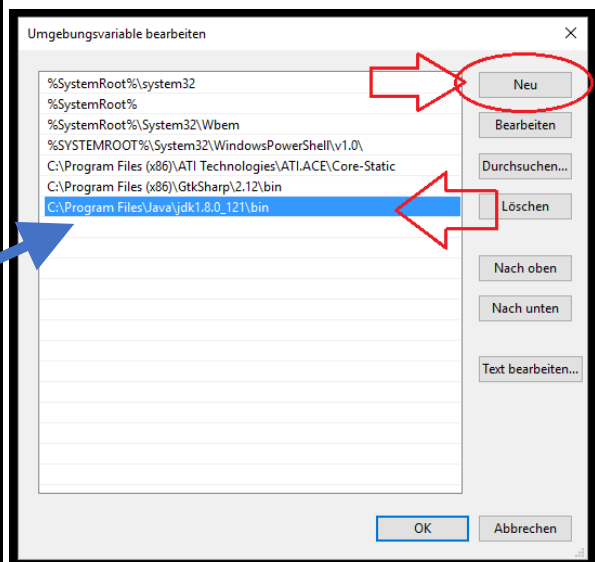 Umgebungsvariable bearbeiten
%SystemRoot%\system32
%SystemRoot%
%SystemRoot%\System32\Wbem
%SYSTEMROOT%\System32\WindowsPowerShell\v1.0\
C:\Program Files (x86)\ATI Technologies\ATI.ACE\Core-Static
C:\Program Files (x86)\GtkSharp\2.12\bin
C:\Program Files\Java\jdk1.8.0_121\bin
Neu
Bearbeiten
Durchsuchen...
Löschen
Nach oben
Nach unten
Text bearbeiten...
OK
Abbrechen